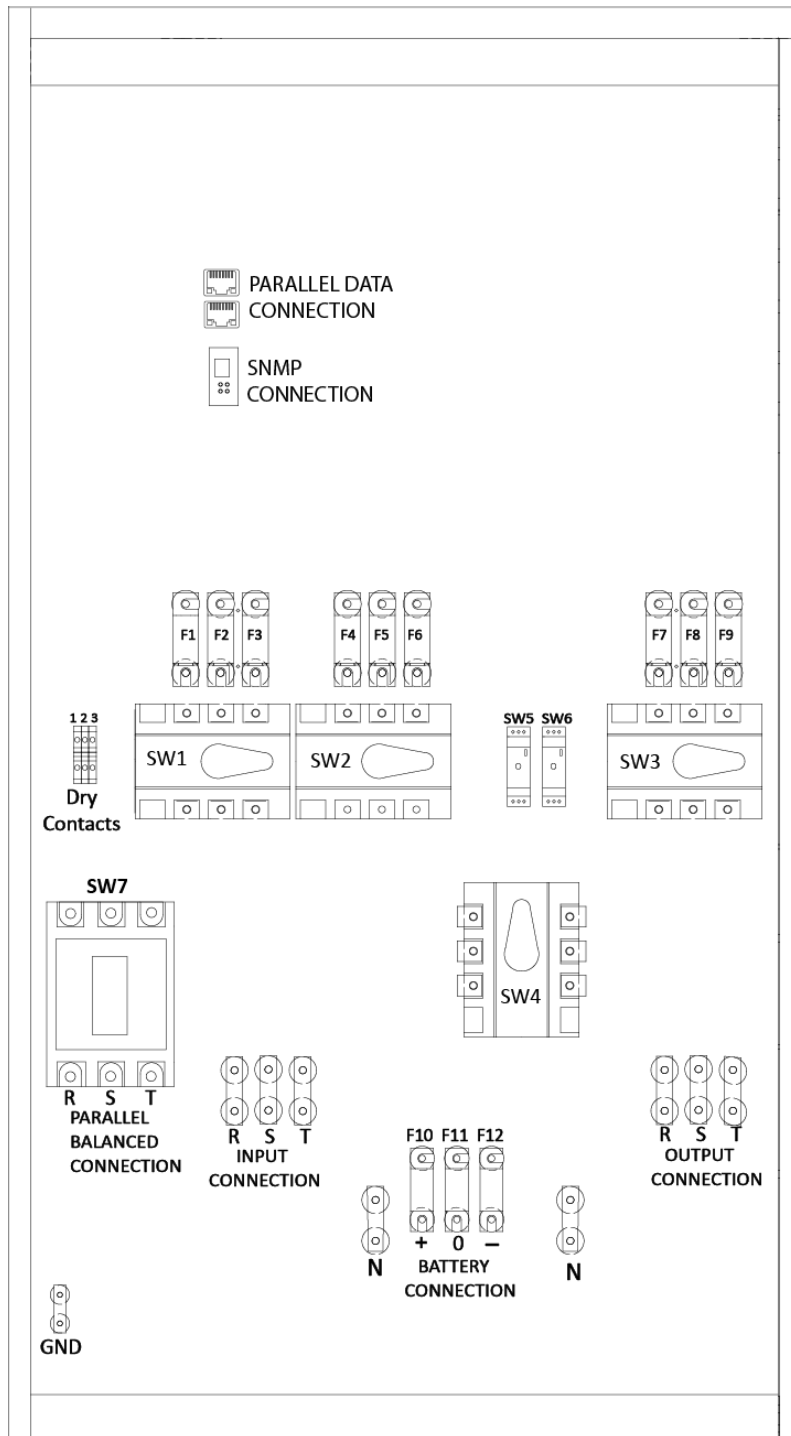 PARALLEL DATA
CONNECTION
SNMP
CONNECTION
F1 F2 F3 F4 F5 F6 F7 F8 F9
1 2 3
Dry
Contacts
SW1
SW2
SW5 SW6
SW3
SW7
SW4
R S T
PARALLEL
BALANCED
CONNECTION
R S T
INPUT
CONNECTION
F10 F11 F12
+ 0 –
BATTERY
CONNECTION
N
N
R S T
OUTPUT
CONNECTION
GND